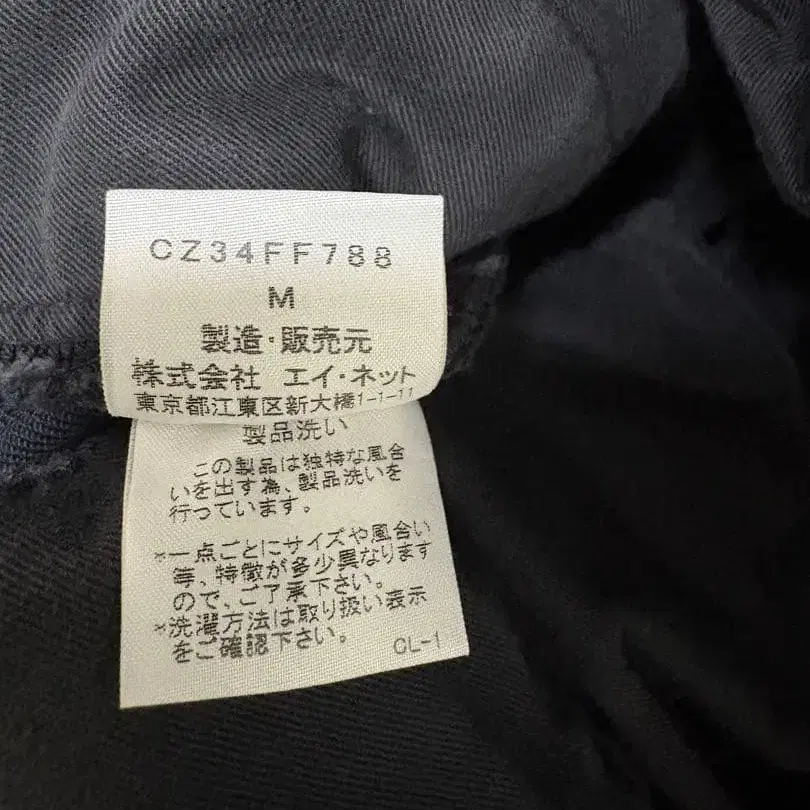 CZ34FF788
M
製造・販売元
株式会社 エイ・ネット
東京都江東区新大橋1-1-11
製品洗い
この製品は独特な風合
いを出す為、製品洗いを
行っています。
*一点ごとにサイズや風合い
等、特徴が多少異なります
ので、ご了承下さい。
*洗濯方法は取り扱い表示
をご確認下さい。
CL-1